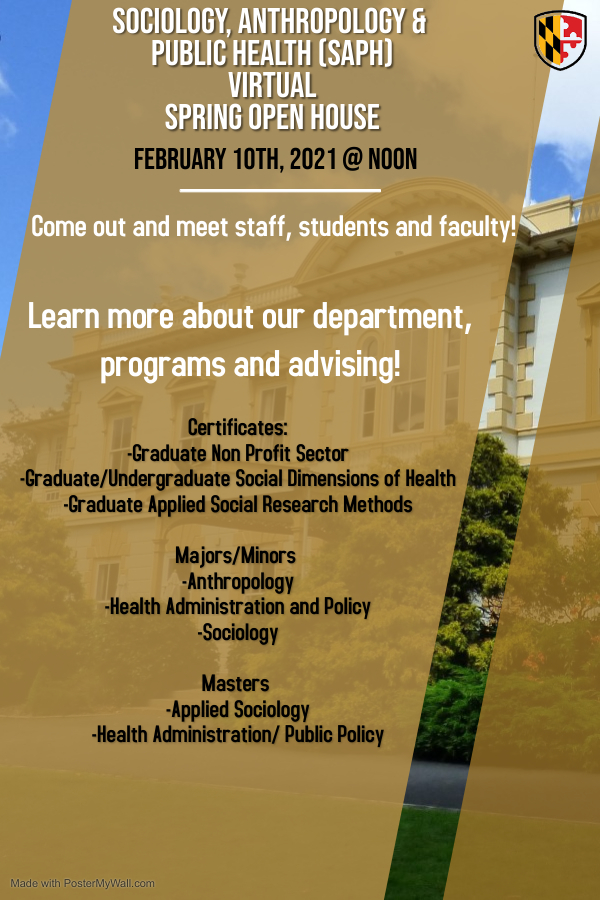 SOCIOLOGY, ANTHROPOLOGY &
PUBLIC HEALTH (SAPH)
VIRTUAL
SPRING OPEN HOUSE
FEBRUARY 10TH, 2021 @ NOON
Come out and meet staff, students and faculty!
Learn more about our department,
programs and advising!
Certificates:
-Graduate Non Profit Sector
-Graduate/Undergraduate Social Dimensions of Health
-Graduate Applied Social Research Methods
Majors/Minors
-Anthropology
-Health Administration and Policy
-Sociology
Masters
-Applied Sociology
-Health Administration/ Public Policy
Made with PosterMyWall.com